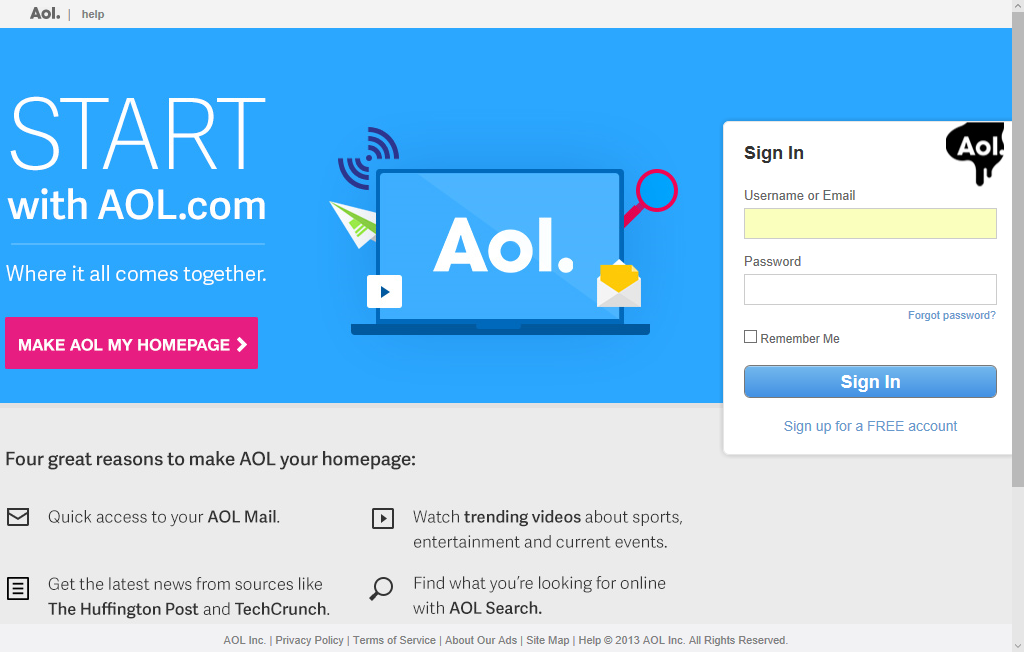 Aol. | help
START
with AOL.com
Where it all comes together.
MAKE AOL MY HOMEPAGE
Aol.
Aol.
Sign In
Username or Email
Password
Forgot password?
Remember Me
Sign In
Sign up for a FREE account
Four great reasons to make AOL your homepage:
Quick access to your AOL Mail.
Watch trending videos about sports,
entertainment and current events.
Get the latest news from sources like
The Huffington Post and TechCrunch.
Find what you're looking for online
with AOL Search.
AOL Inc. | Privacy Policy | Terms of Service | About Our Ads | Site Map | Help © 2013 AOL Inc. All Rights Reserved.